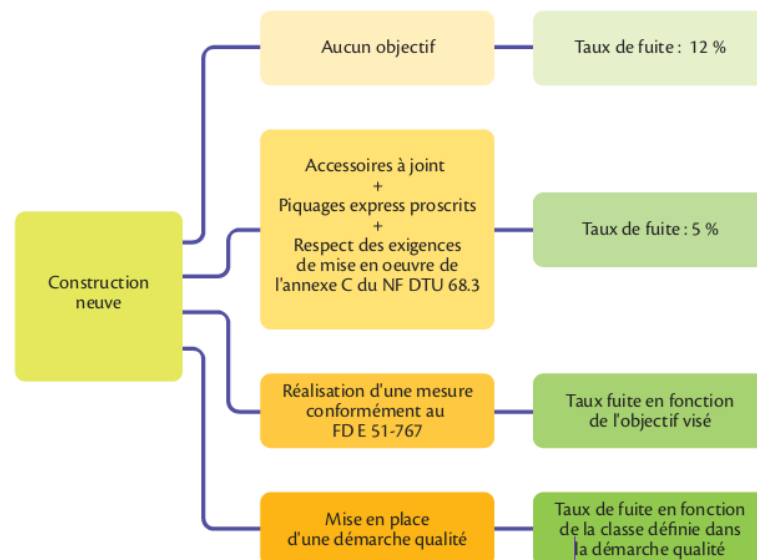 Aucun objectif
Taux de fuite : 12 %
Accessoires à joint
+
Piquages express proscrits
+
Respect des exigences
de mise en oeuvre de
l'annexe C du NF DTU 68.3
Taux de fuite : 5 %
Construction
neuve
Réalisation d'une mesure
conformément au
FD E 51-767
Taux fuite en fonction
de l'objectif visé
Mise en place
d'une démarche qualité
Taux de fuite en fonction
de la classe définie dans
la démarche qualité